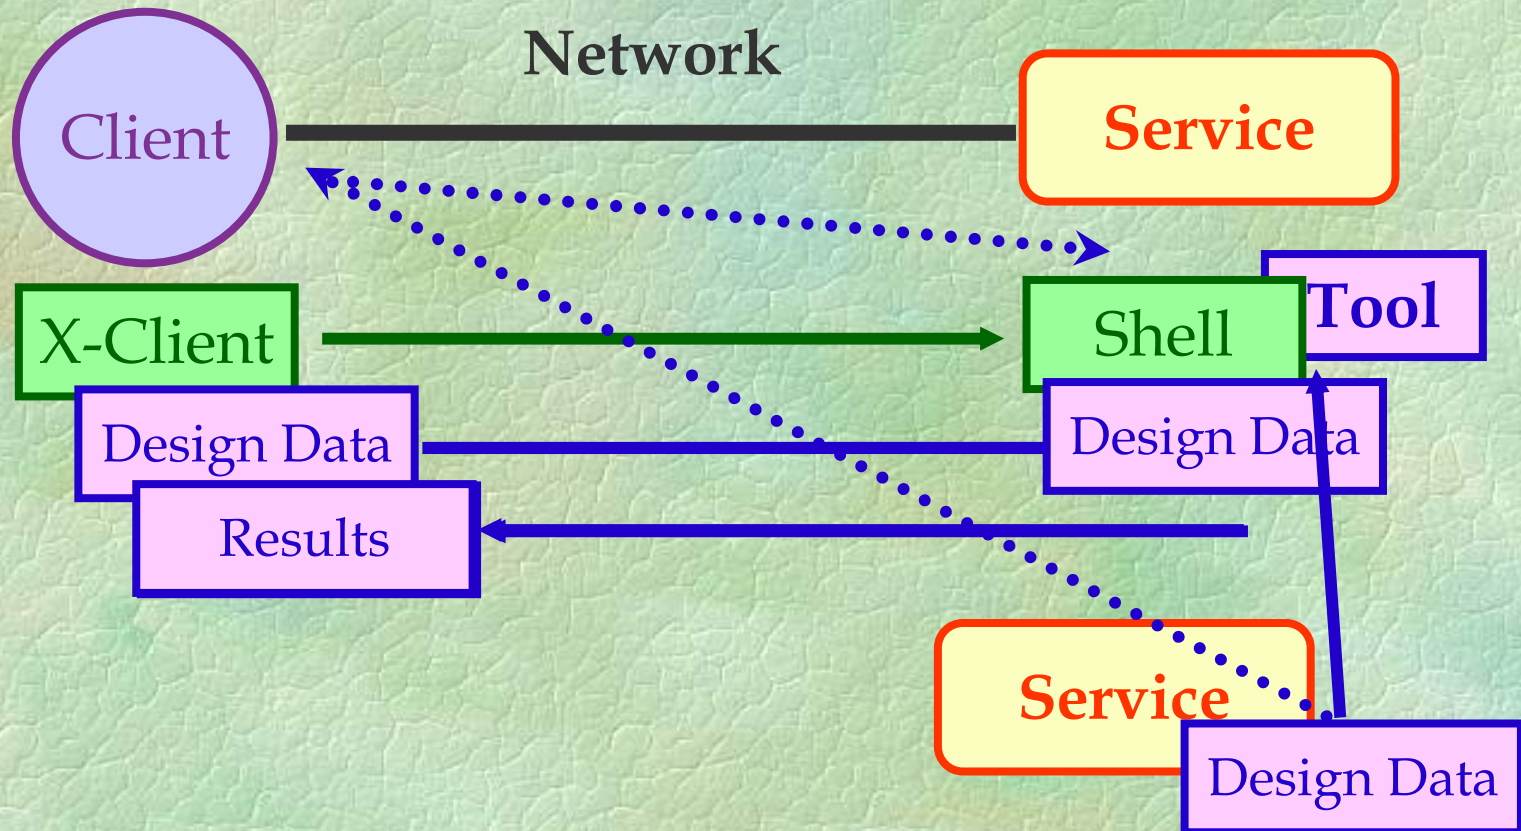 Network
Client
Service
Tool
X-Client
Shell
Design Data
Design Data
Results
Service
Design Data